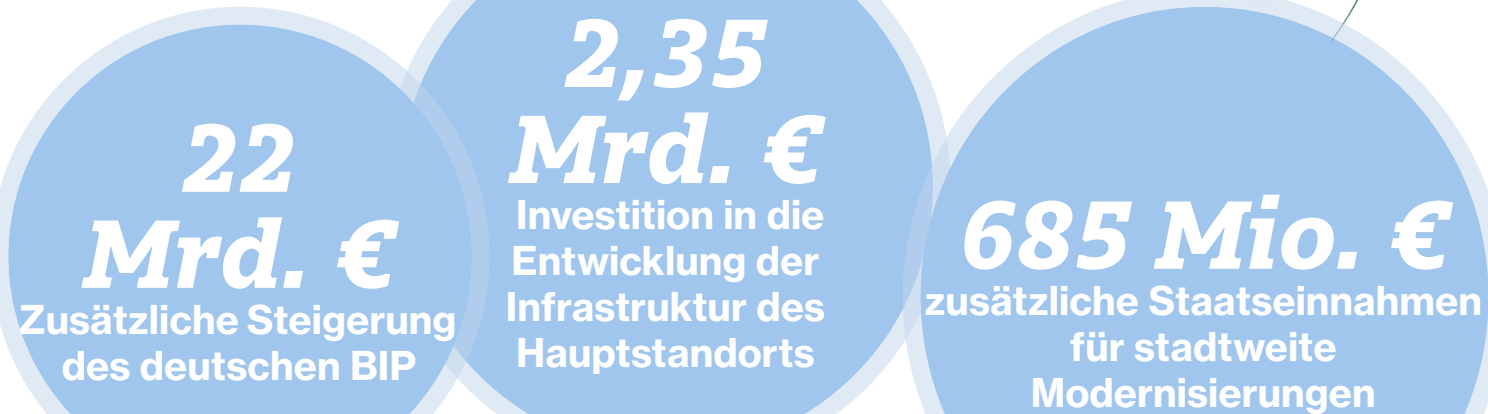 22
Mrd. €
Zusätzliche Steigerung
des deutschen BIP
2,35
Mrd. €
Investition in die
Entwicklung der
Infrastruktur des
Hauptstandorts
685 Mio. €
zusätzliche Staatseinnahmen
für stadtweite
Modernisierungen